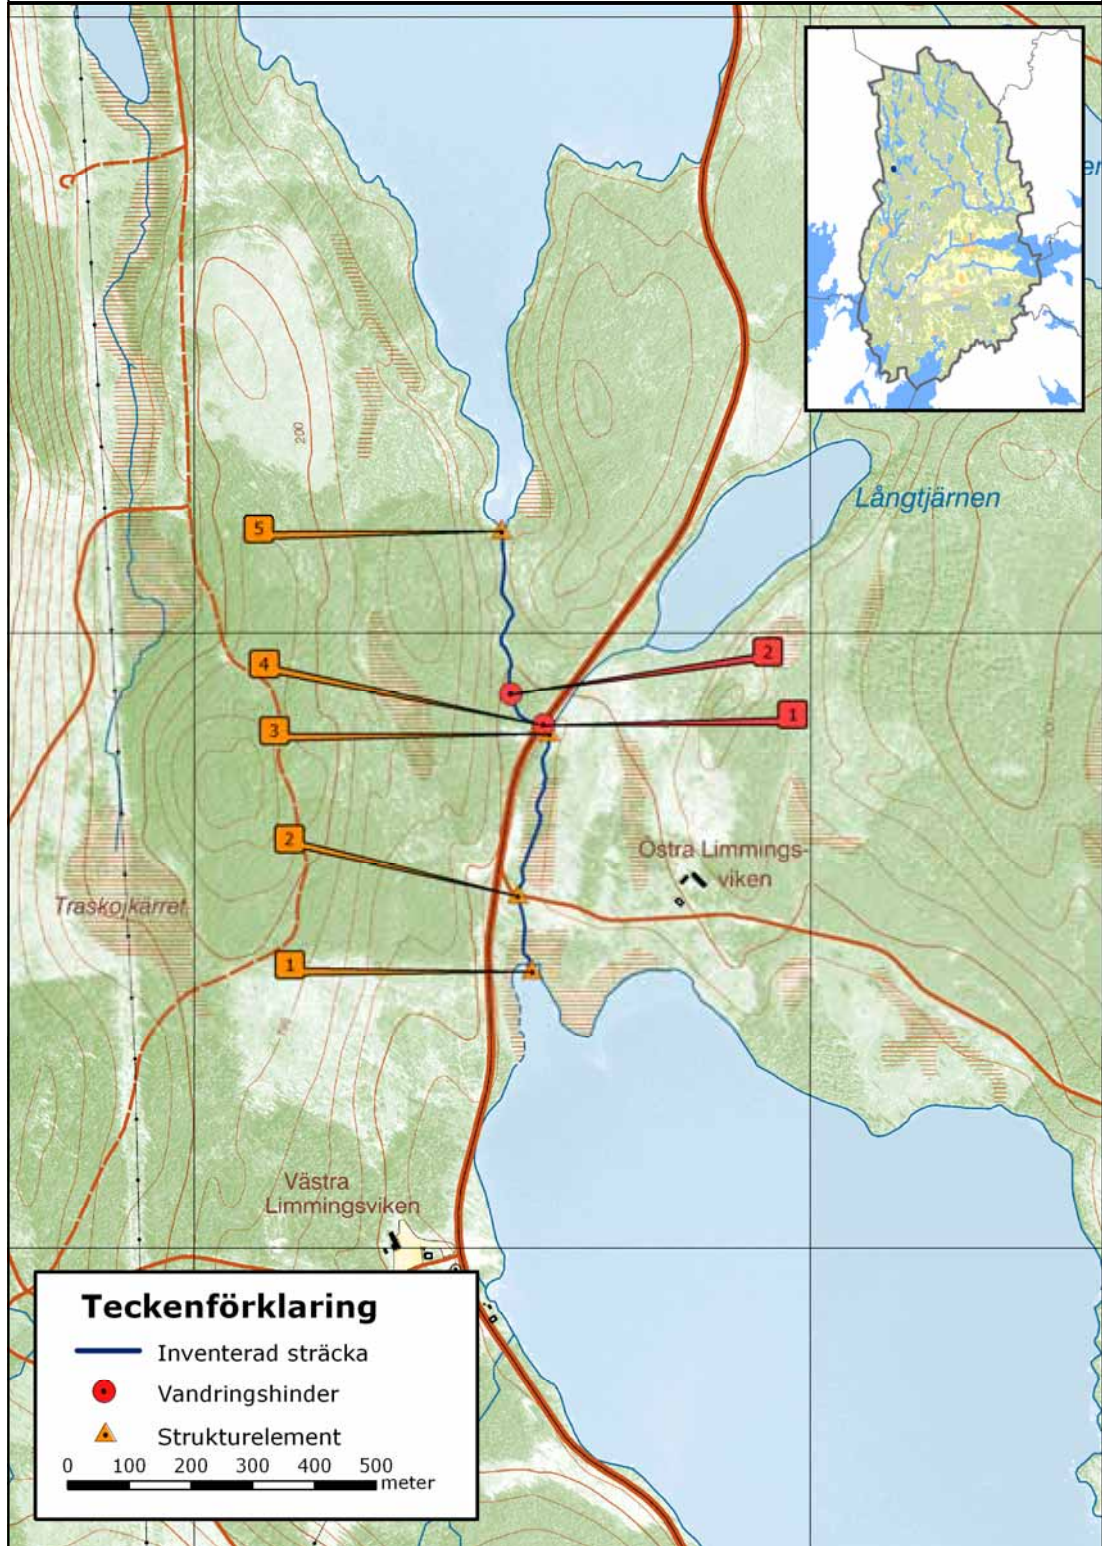 er
200
Långtjärnen
5
2
4
1
3
2
Östra Limmings-
viken
Traskojkärret
1
Västra
Limmingsviken
Teckenförklaring
Inventerad sträcka
Vandringshinder
Strukturelement
0 100 200 300 400 500
meter